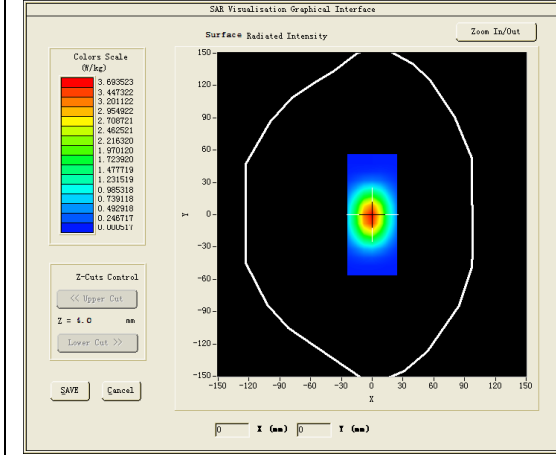 SAR Visualisation Graphical Interface
Surface Radiated Intensity
Zoom In/Out
Colors Scale
(W/kg)
3.693523
3.447322
3.201122
2.954922
2.708721
2.462521
2.216320
1.970120
1.723920
1.477719
1.231519
0.985318
0.739118
0.492918
0.246717
0.000517
150
120
90
60
30
0
-30
-60
-90
-120
-150
Y
-150 -120 -90 -60 -30 0 30 60 90 120 150
X
Z-Cuts Control
<< Upper Cut
Z = 4.0 mm
Lower Cut >>
SAVE Cancel
0 X (mm) 0 Y (mm)